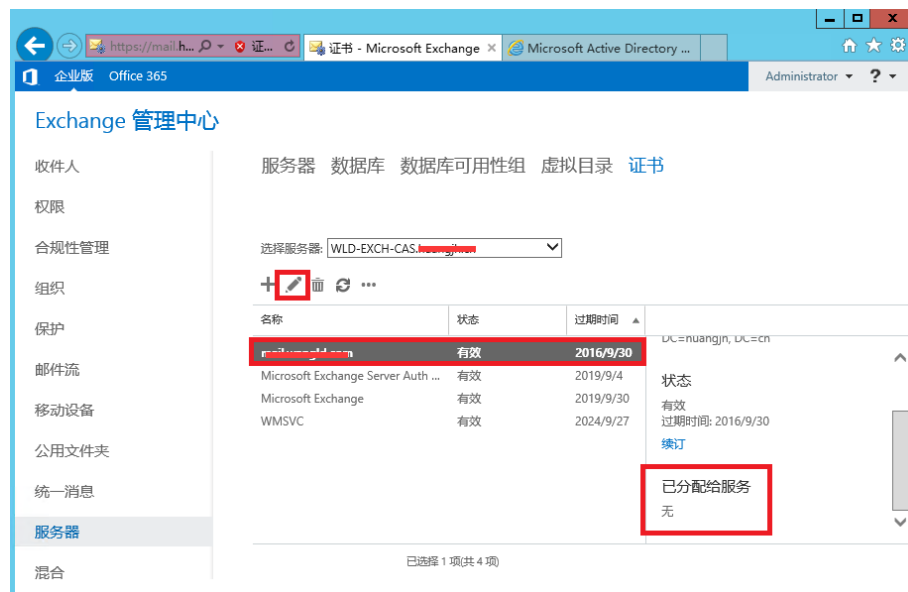 https://mail.h...
证...
证书 - Microsoft Exchange
Microsoft Active Directory ...
企业版 Office 365
Administrator
?
Exchange 管理中心
收件人
权限
合规性管理
组织
保护
邮件流
移动设备
公用文件夹
统一消息
服务器
混合
服务器 数据库 数据库可用性组 虚拟目录 证书
选择服务器: WLD-EXCH-CAS.
名称 状态 过期时间
有效 2016/9/30
Microsoft Exchange Server Auth ... 有效 2019/9/4
Microsoft Exchange 有效 2019/9/30
WMSVC 有效 2024/9/27
DC=huangjh, DC=cn
状态
有效
过期时间: 2016/9/30
续订
已分配给服务
无
已选择 1 项(共 4 项)